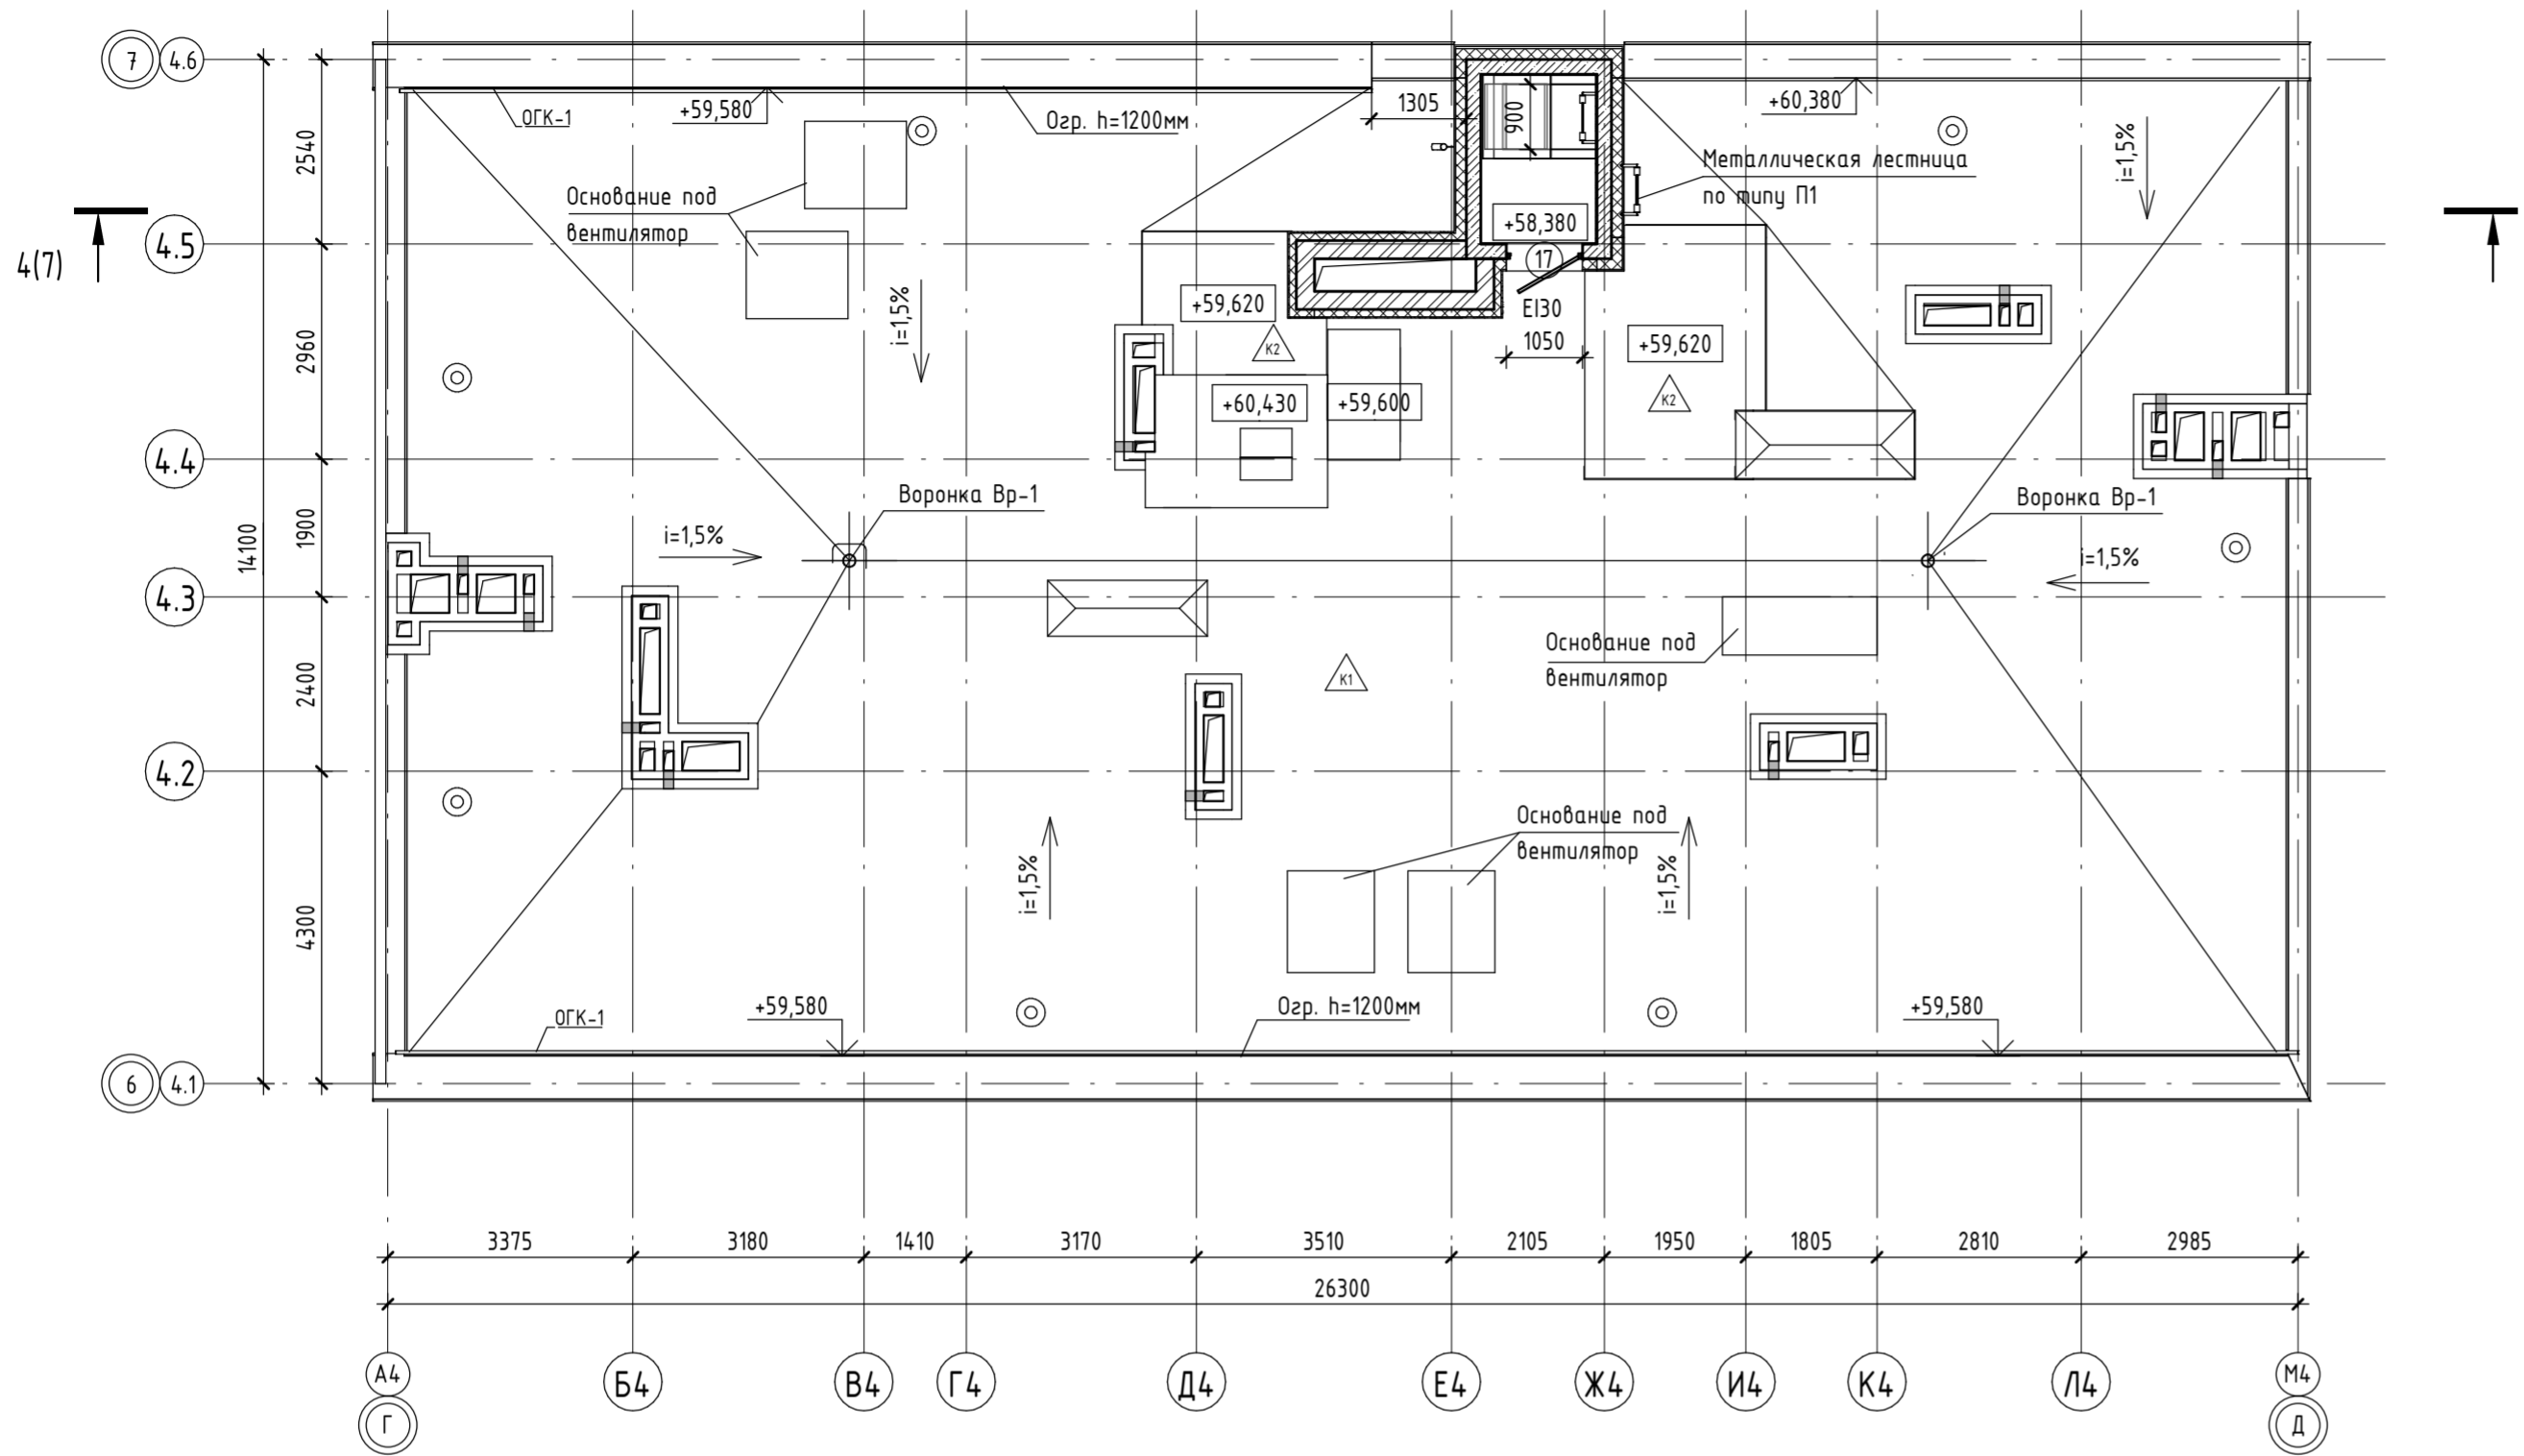 7
4.6
+59,580
ОГК-1
Огр. h=1200мм
1305
900
+60,380
i=1,5%
2540
Основание под
вентилятор
Металлическая лестница
по типу П1
+58,380
4(7)
4.5
17
EI30
1050
+59,620
К2
+59,620
К2
i=1,5%
2960
+60,430
+59,600
4.4
Воронка Вр-1
Воронка Вр-1
14100
1900
i=1,5%
i=1,5%
4.3
Основание под
вентилятор
К1
2400
4.2
Основание под
вентилятор
i=1,5%
i=1,5%
4300
ОГК-1
+59,580
Огр. h=1200мм
+59,580
6
4.1
3375
3180
1410
3170
3510
2105
1950
1805
2810
2985
26300
А4
Б4
В4
Г4
Д4
Е4
Ж4
И4
К4
Л4
М4
Г
Д